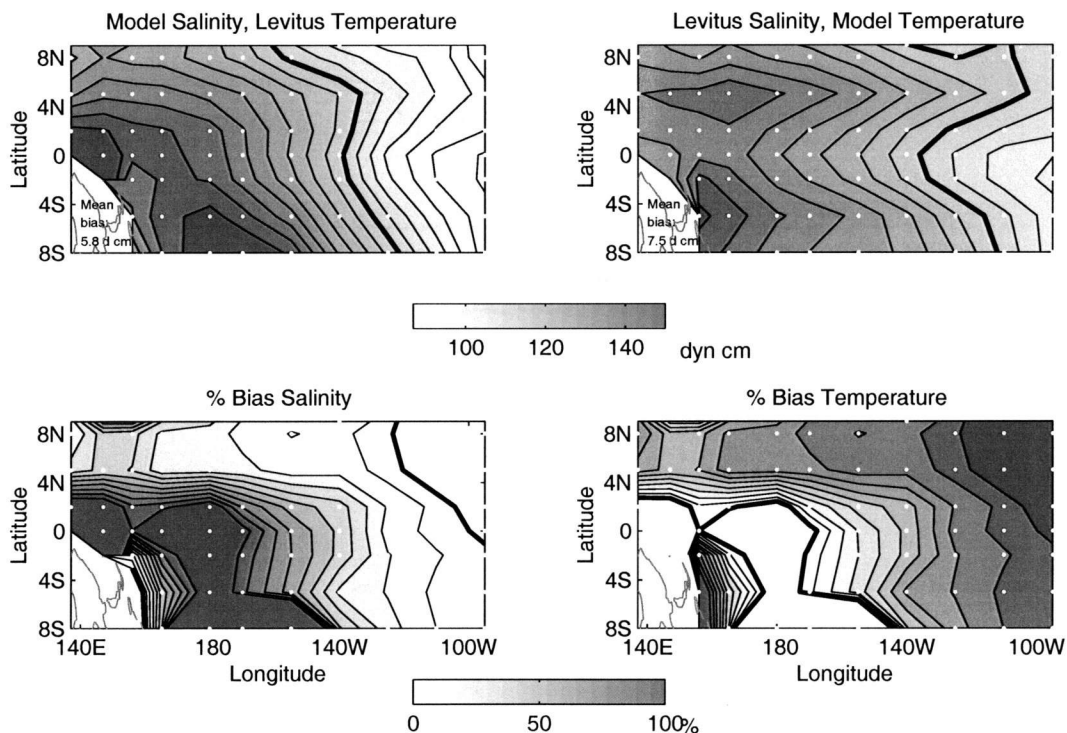 Model Salinity, Levitus Temperature
Levitus Salinity, Model Temperature
8N
4N
0
4S
8S
Latitude
Mean
bias:
5.8 d cm
8N
4N
0
4S
8S
Latitude
Mean
bias:
7.5 d cm
100
120
140
dyn cm
% Bias Salinity
% Bias Temperature
8N
4N
0
4S
8S
Latitude
140E
180
140W
100W
Longitude
8N
4N
0
4S
8S
Latitude
140E
180
140W
100W
Longitude
0
50
100%